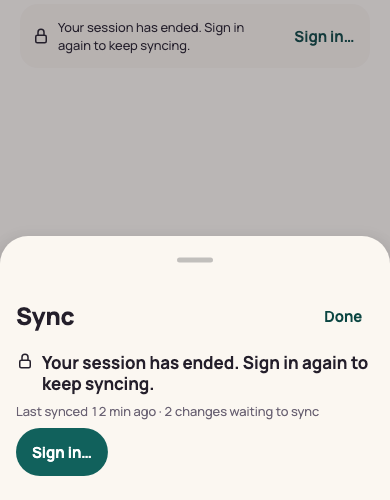 Your session has ended. Sign in
again to keep syncing.
Sign in...
Sync
Done
Your session has ended. Sign in again to
keep syncing.
Last synced 12 min ago · 2 changes waiting to sync
Sign in...